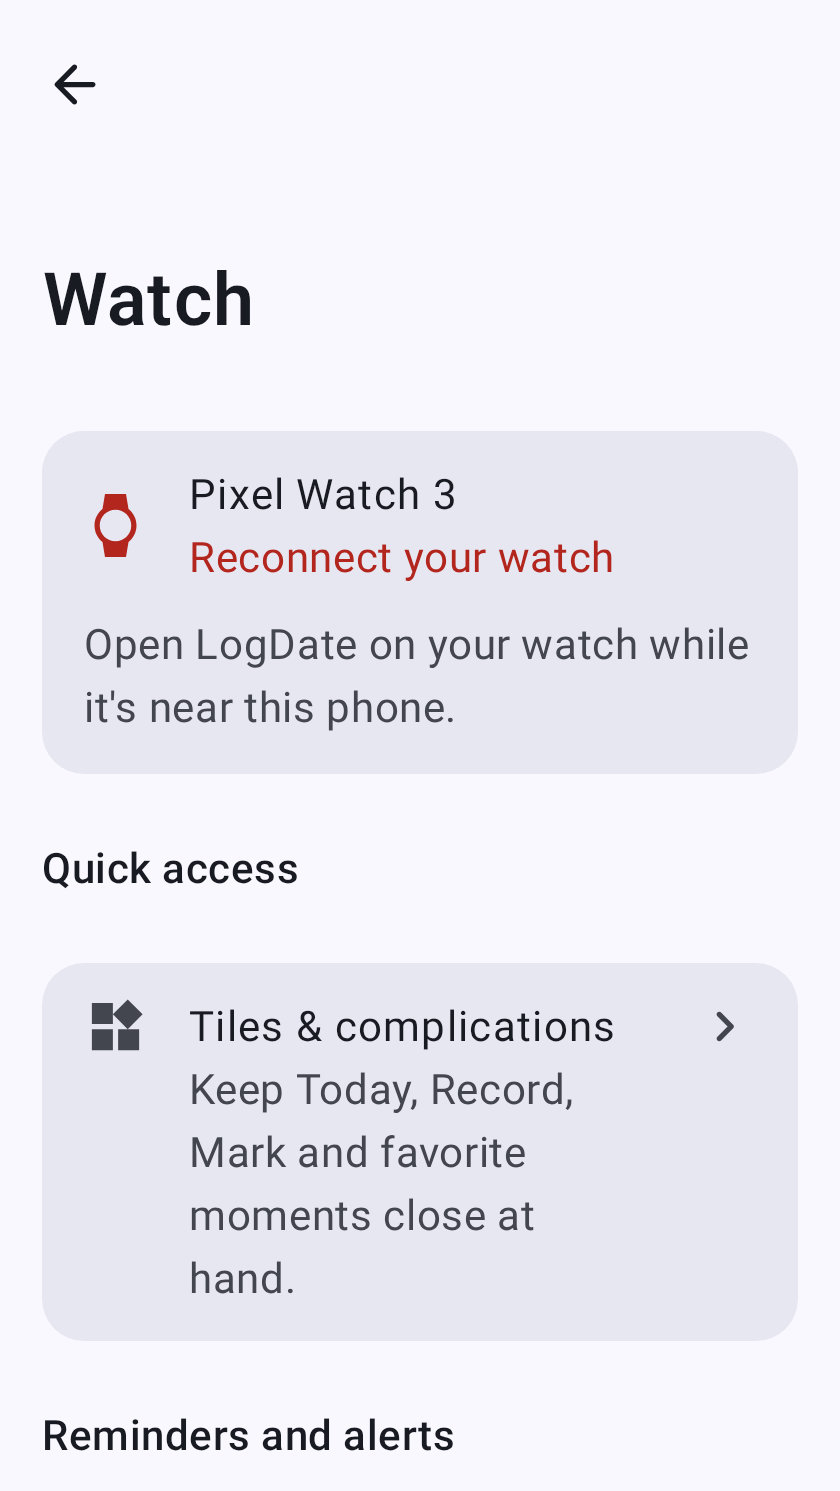 Watch
Pixel Watch 3
Reconnect your watch
Open LogDate on your watch while
it's near this phone.
Quick access
Tiles & complications
Keep Today, Record,
Mark and favorite
moments close at
hand.
Reminders and alerts